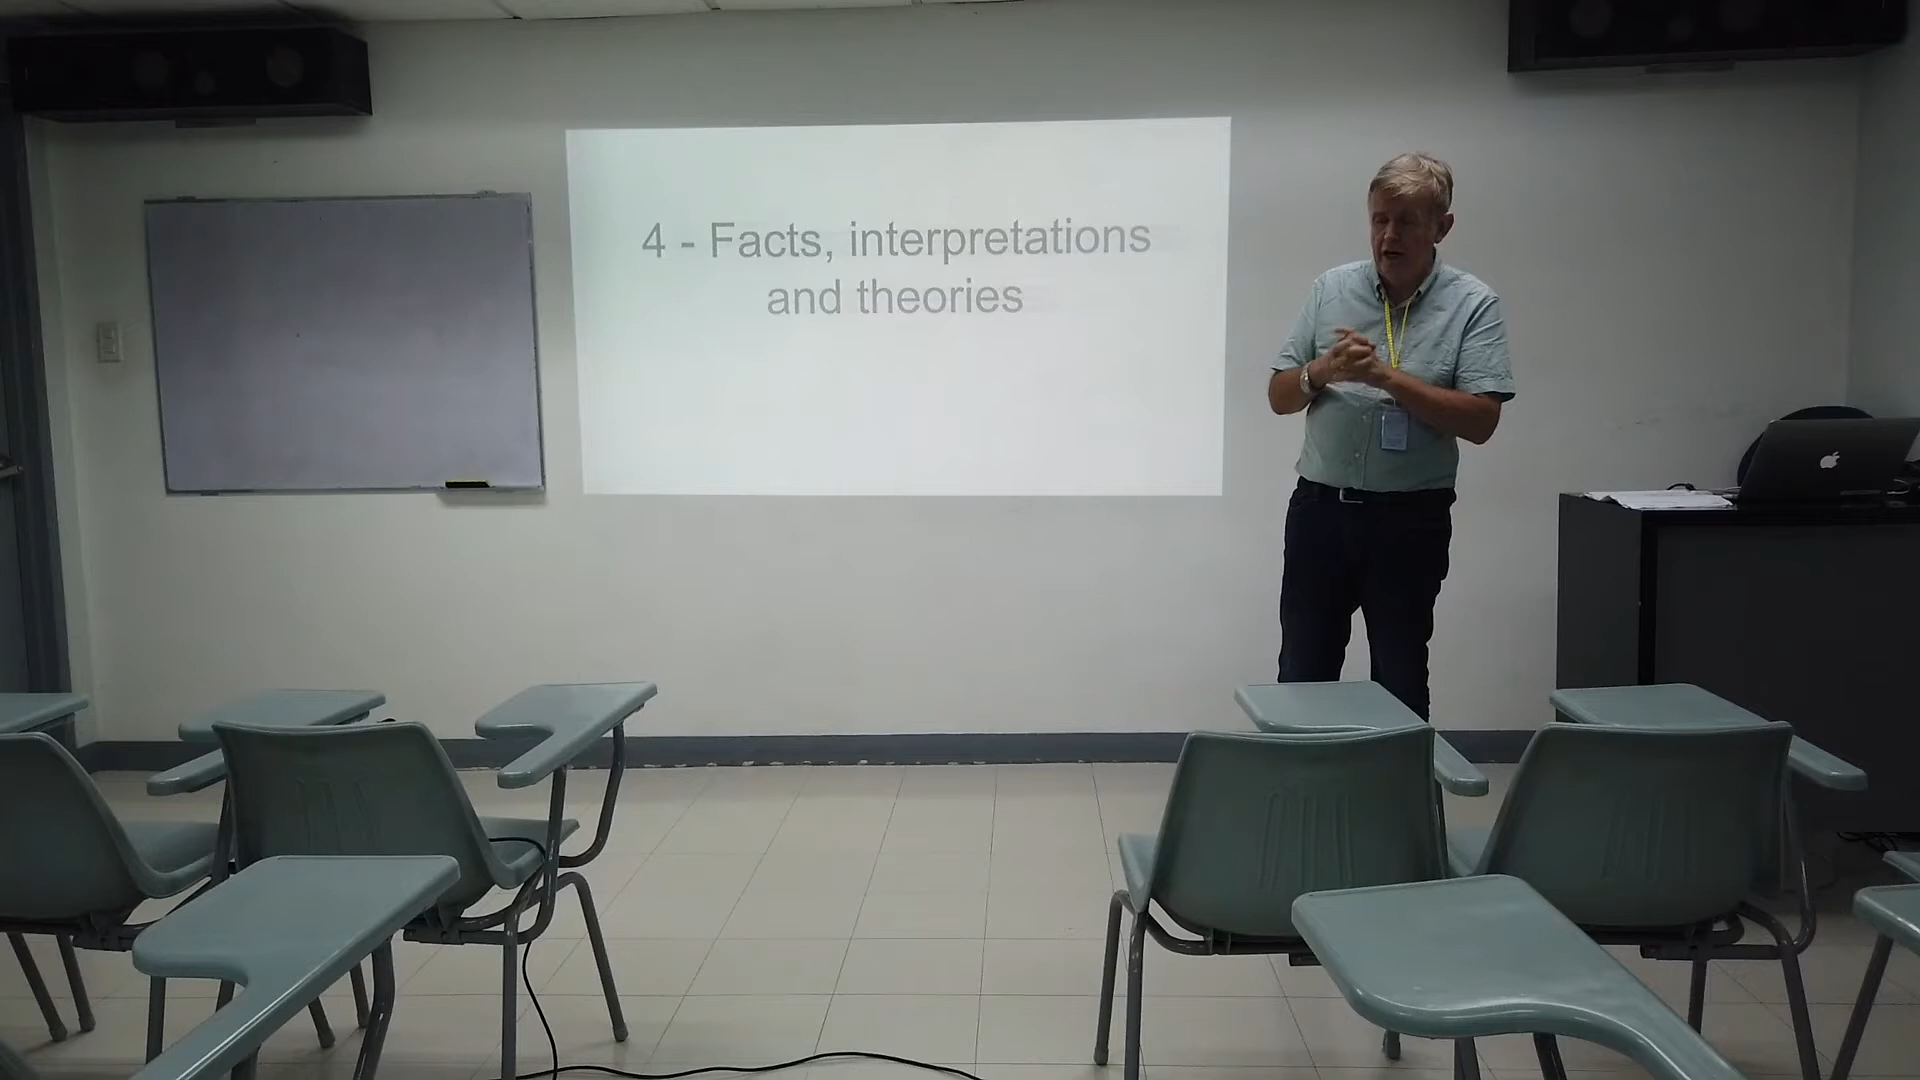 4 - Facts, interpretations
and theories